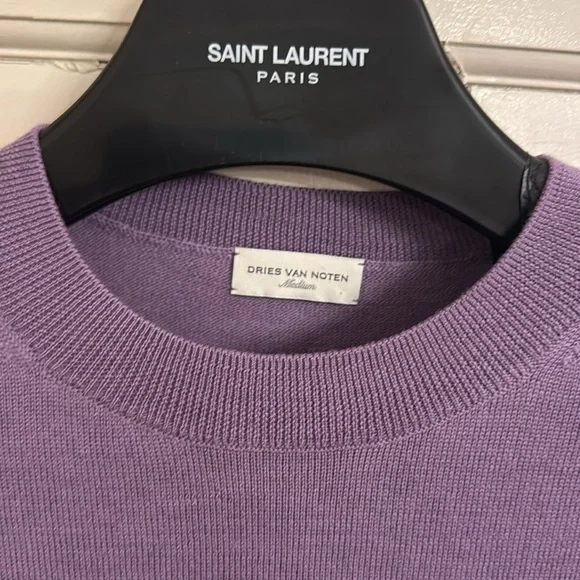 SAINT LAURENT
PARIS
DRIES VAN NOTEN
Medium